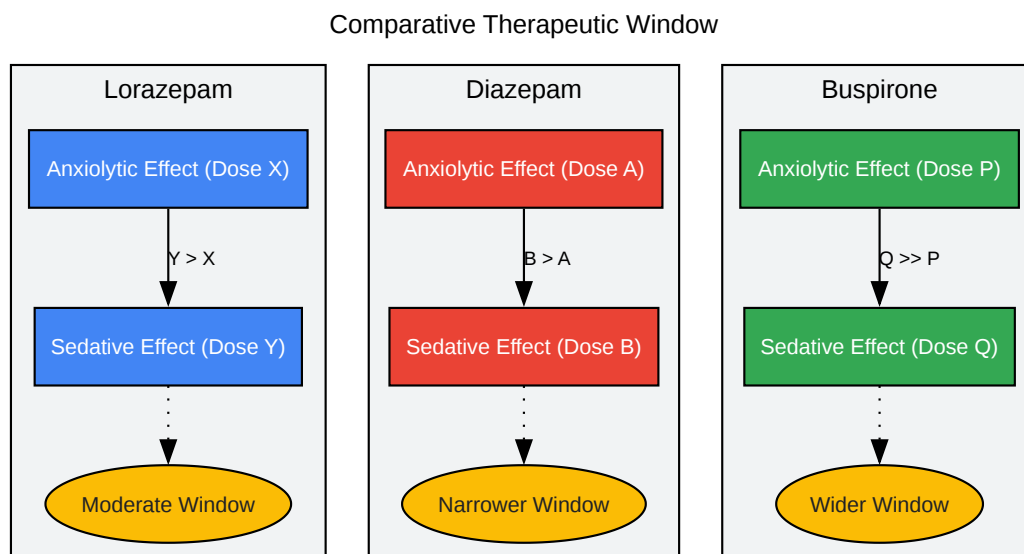 Comparative Therapeutic Window
Lorazepam
Anxiolytic Effect (Dose X)
Y > X
Sedative Effect (Dose Y)
Moderate Window
Diazepam
Anxiolytic Effect (Dose A)
B > A
Sedative Effect (Dose B)
Narrower Window
Buspirone
Anxiolytic Effect (Dose P)
Q >> P
Sedative Effect (Dose Q)
Wider Window